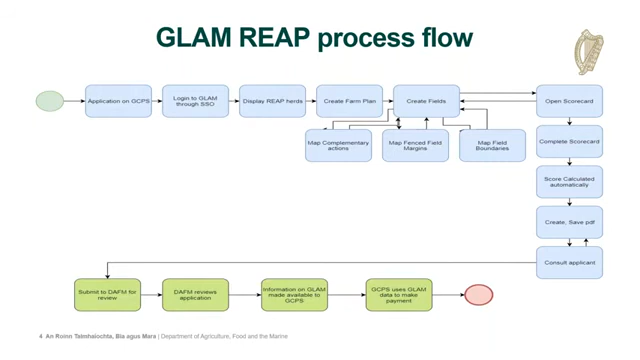 GLAM REAP process flow
Application on GCPS
Login to GLAM
through SSO
Display REAP herds
Create Farm Plan
Create Fields
Open Scorecard
Map Complementary
actions
Map Fenced Field
Margins
Map Field
Boundaries
Complete Scorecard
Score Calculated
automatically
Create, Save pdf
Consult applicant
Submit to DAFM for
review
DAFM reviews
application
Information on GLAM
made available to
GCPS
GCPS uses GLAM
data to make
payment
4 An Roinn Talmhaíochta, Bia agus Mara | Department of Agriculture, Food and the Marine